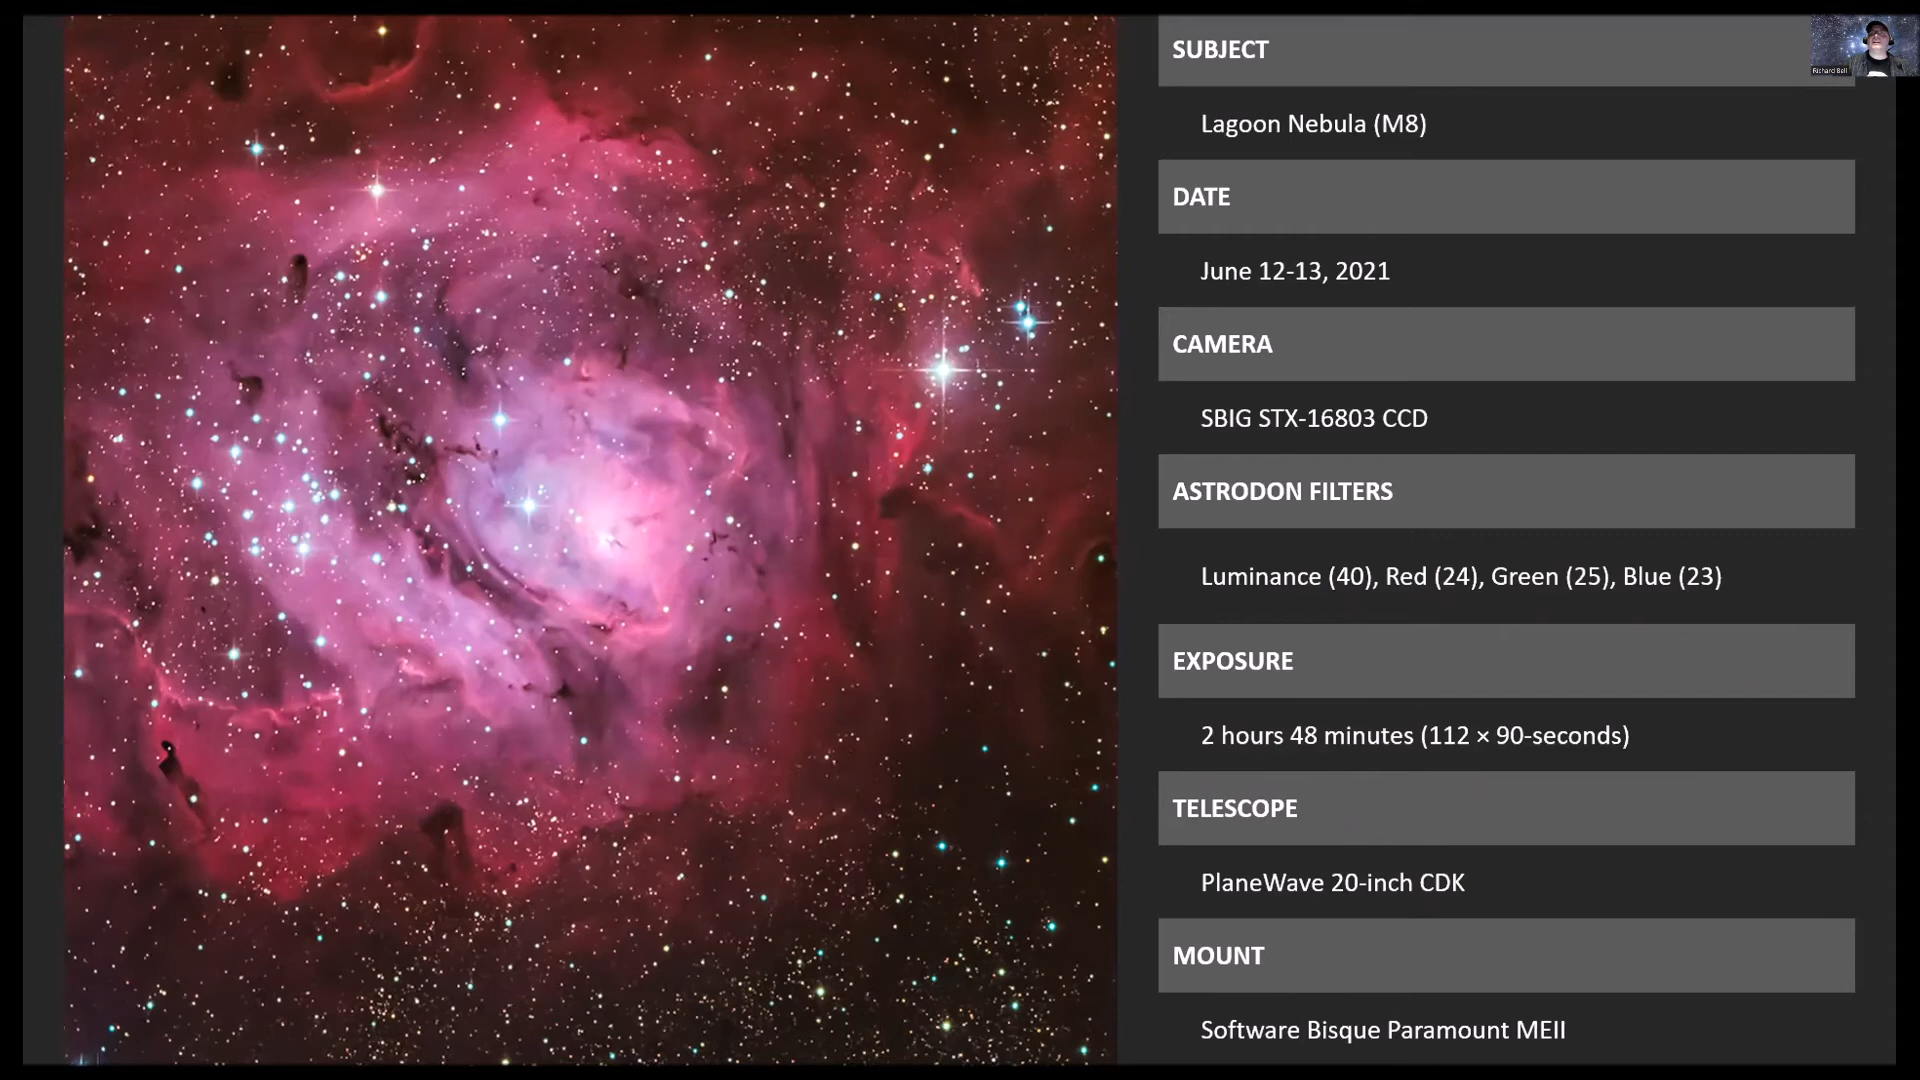 SUBJECT
Richard Bell
Lagoon Nebula (M8)
DATE
June 12-13, 2021
CAMERA
SBIG STX-16803 CCD
ASTRODON FILTERS
Luminance (40), Red (24), Green (25), Blue (23)
EXPOSURE
2 hours 48 minutes (112 × 90-seconds)
TELESCOPE
PlaneWave 20-inch CDK
MOUNT
Software Bisque Paramount MEII